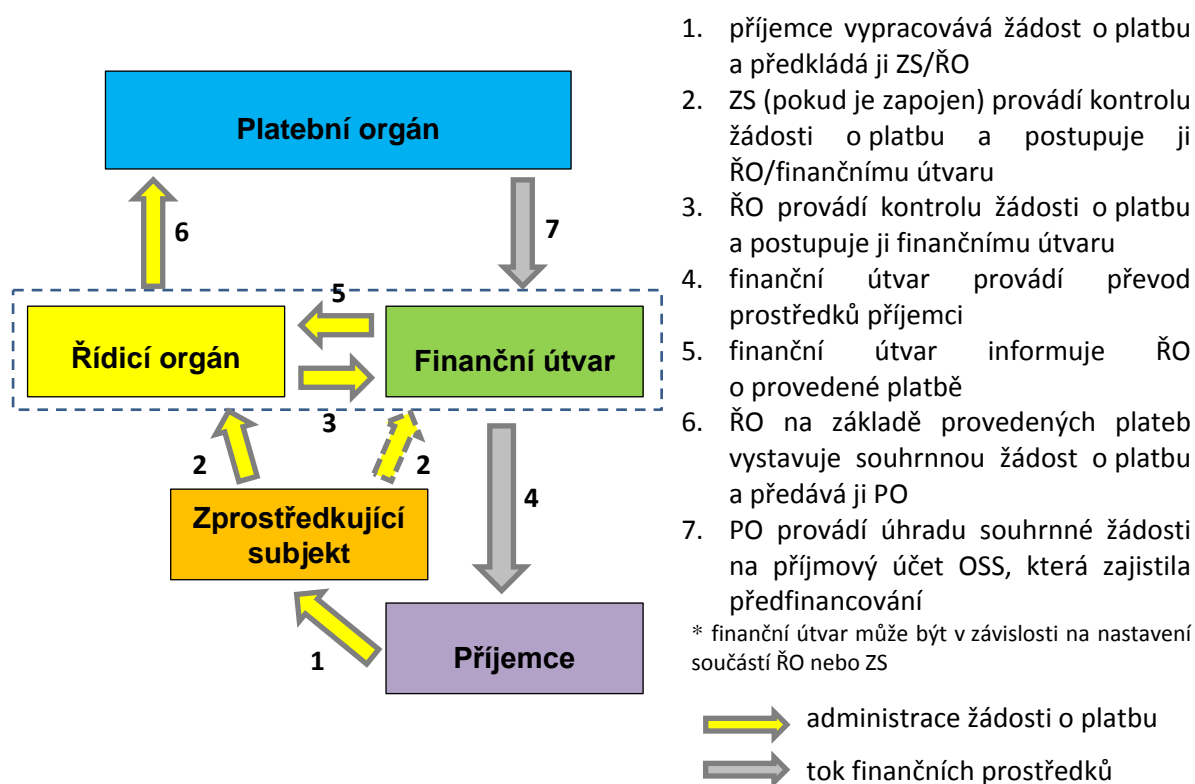 Platební orgán
6
7
5
Řídicí orgán
Finanční útvar
3
2
2
Zprostředkující
subjekt
4
1
Příjemce
1. příjemce vypracovává žádost o platbu
a předkládá ji ZS/ŘO
2. ZS (pokud je zapojen) provádí kontrolu
žádosti o platbu a postupuje ji
ŘO/finančnímu útvaru
3. ŘO provádí kontrolu žádosti o platbu
a postupuje ji finančnímu útvaru
4. finanční útvar provádí převod
prostředků příjemci
5. finanční útvar informuje ŘO
o provedené platbě
6. ŘO na základě provedených plateb
vystavuje souhrnnou žádost o platbu
a předává ji PO
7. PO provádí úhradu souhrnné žádosti
na příjmový účet OSS, která zajistila
předfinancování
* finanční útvar může být v závislosti na nastavení
součástí ŘO nebo ZS
administrace žádosti o platbu
tok finančních prostředků